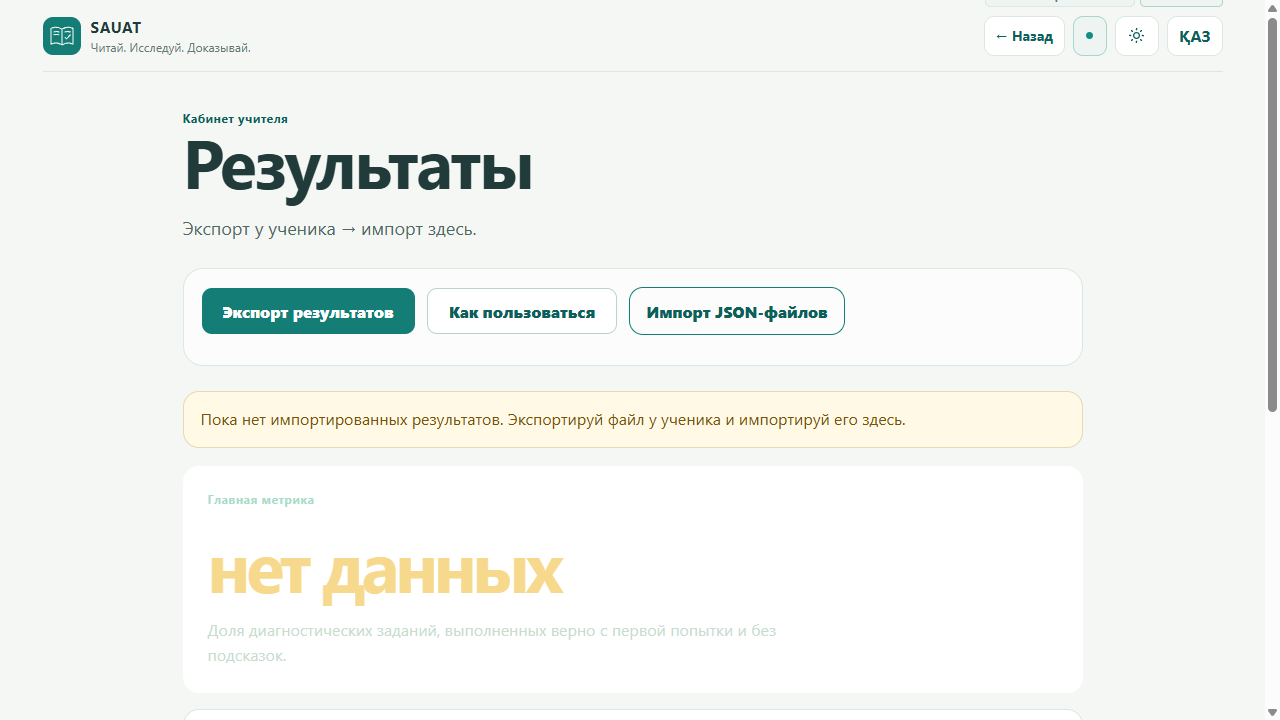 SAUAT
Читай. Исследуй. Доказывай.
← Назад
ҚАЗ
Кабинет учителя
Результаты
Экспорт у ученика → импорт здесь.
Экспорт результатов
Как пользоваться
Импорт JSON-файлов
Пока нет импортированных результатов. Экспортируй файл у ученика и импортируй его здесь.
Главная метрика
нет данных
Доля диагностических заданий, выполненных верно с первой попытки и без
подсказок.